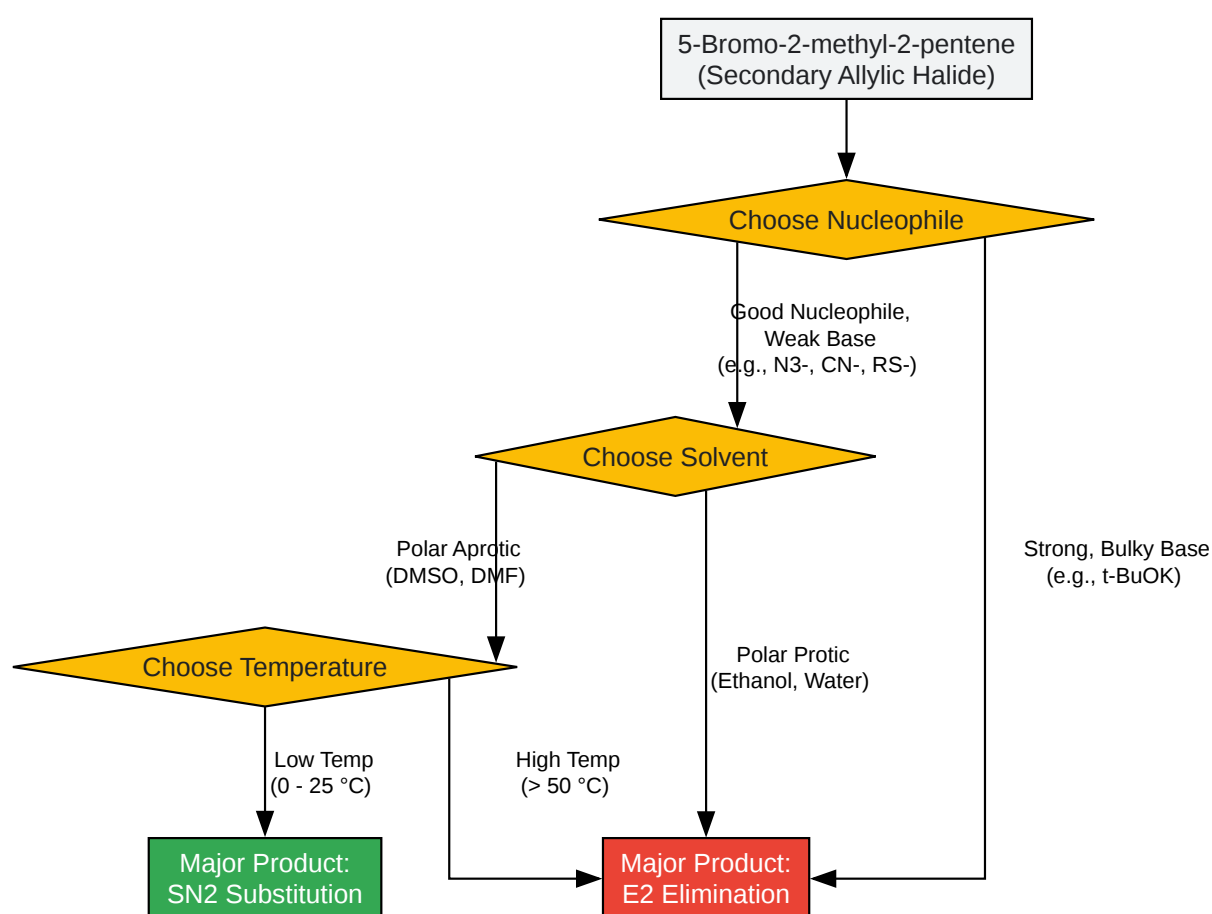 5-Bromo-2-methyl-2-pentene
(Secondary Allylic Halide)
Choose Nucleophile
Good Nucleophile,
Weak Base
(e.g., N3-, CN-, RS-)
Choose Solvent
Polar Aprotic
(DMSO, DMF)
Strong, Bulky Base
(e.g., t-BuOK)
Choose Temperature
Polar Protic
(Ethanol, Water)
Low Temp
(0 - 25 °C)
High Temp
(> 50 °C)
Major Product:
SN2 Substitution
Major Product:
E2 Elimination